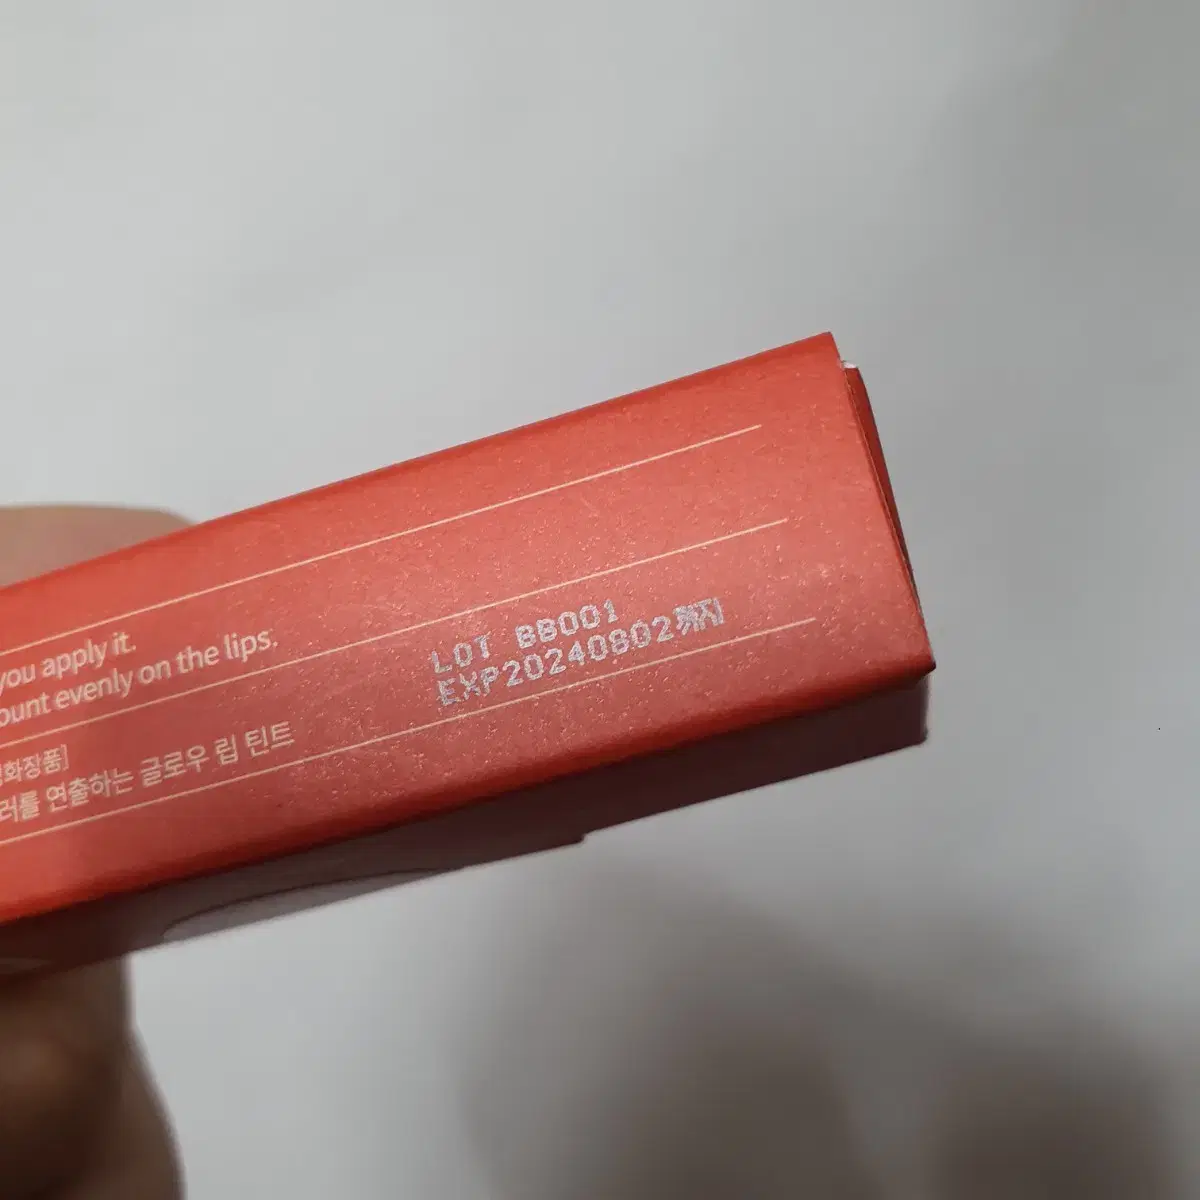 you apply it.
ount evenly on the lips.
화장품]
러를 연출하는 글로우 립 틴트
LOT BB001
EXP20240802까지